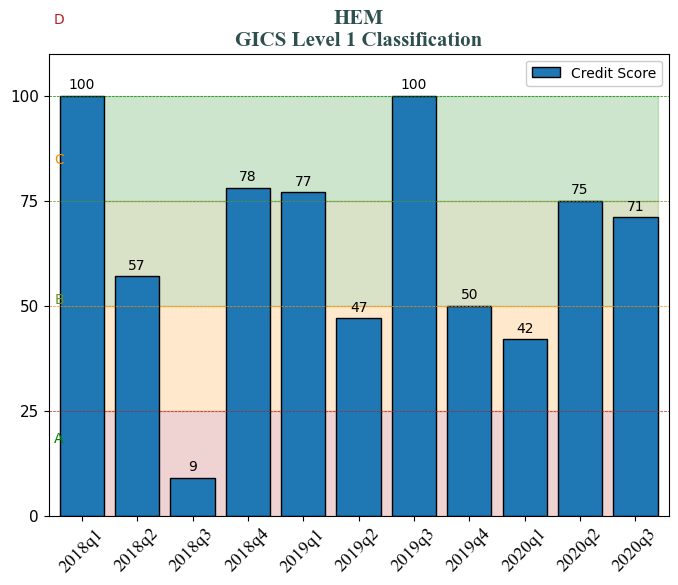 D
HEM
GICS Level 1 Classification
Credit Score
100
57
9
78
77
47
100
50
42
75
71
100
75
50
25
0
C
B
A
2018q1
2018q2
2018q3
2018q4
2019q1
2019q2
2019q3
2019q4
2020q1
2020q2
2020q3